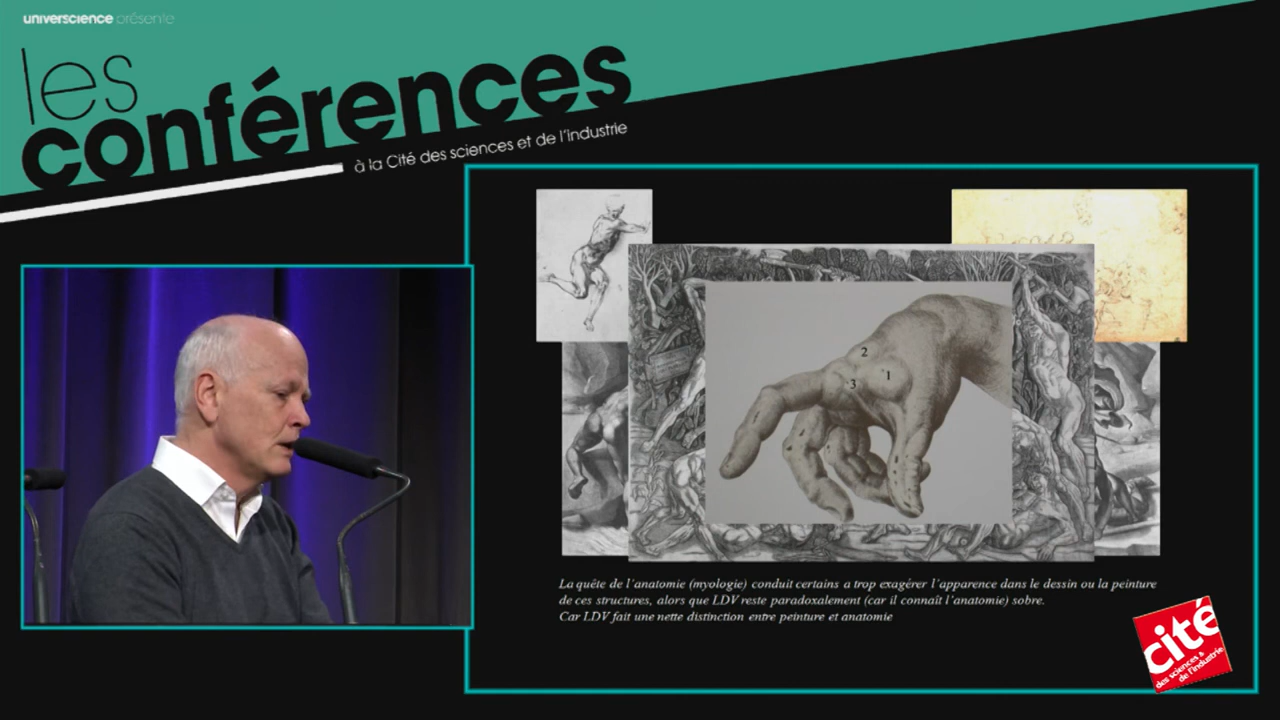 universcience présente
les
conférences
à la Cité des sciences et de l'industrie
2
1
3
La quête de l'anatomie (myologie) conduit certains a trop exagérer l'apparence dans le dessin ou la peinture
de ces structures, alors que LDV reste paradoxalement (car il connaît l'anatomie) sobre.
Car LDV fait une nette distinction entre peinture et anatomie
cité
des sciences &
de l'industrie